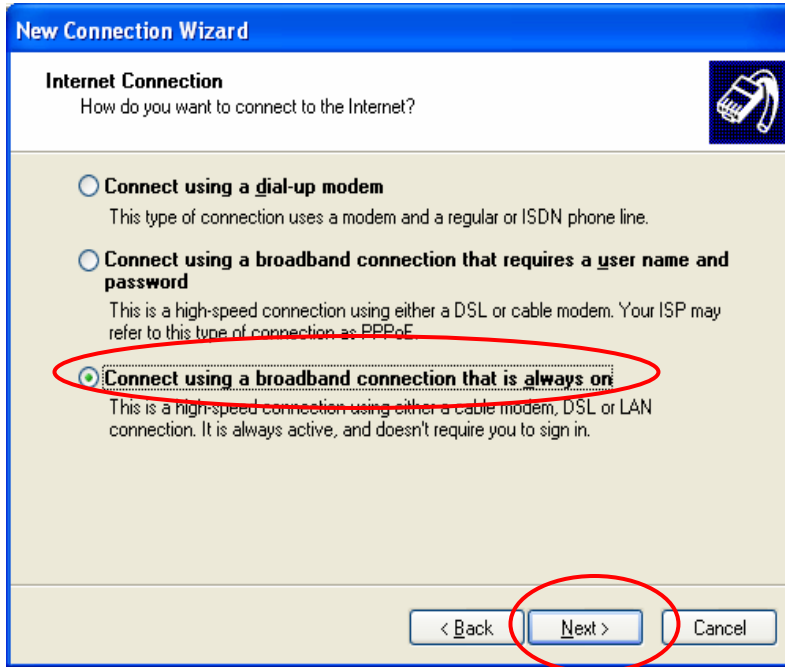 New Connection Wizard
Internet Connection
How do you want to connect to the Internet?
Connect using a dial-up modem
This type of connection uses a modem and a regular or ISDN phone line.
Connect using a broadband connection that requires a user name and
password
This is a high-speed connection using either a DSL or cable modem. Your ISP may
refer to this type of connection as PPPoE.
Connect using a broadband connection that is always on
This is a high-speed connection using either a cable modem, DSL or LAN
connection. It is always active, and doesn't require you to sign in.
< Back
Next >
Cancel